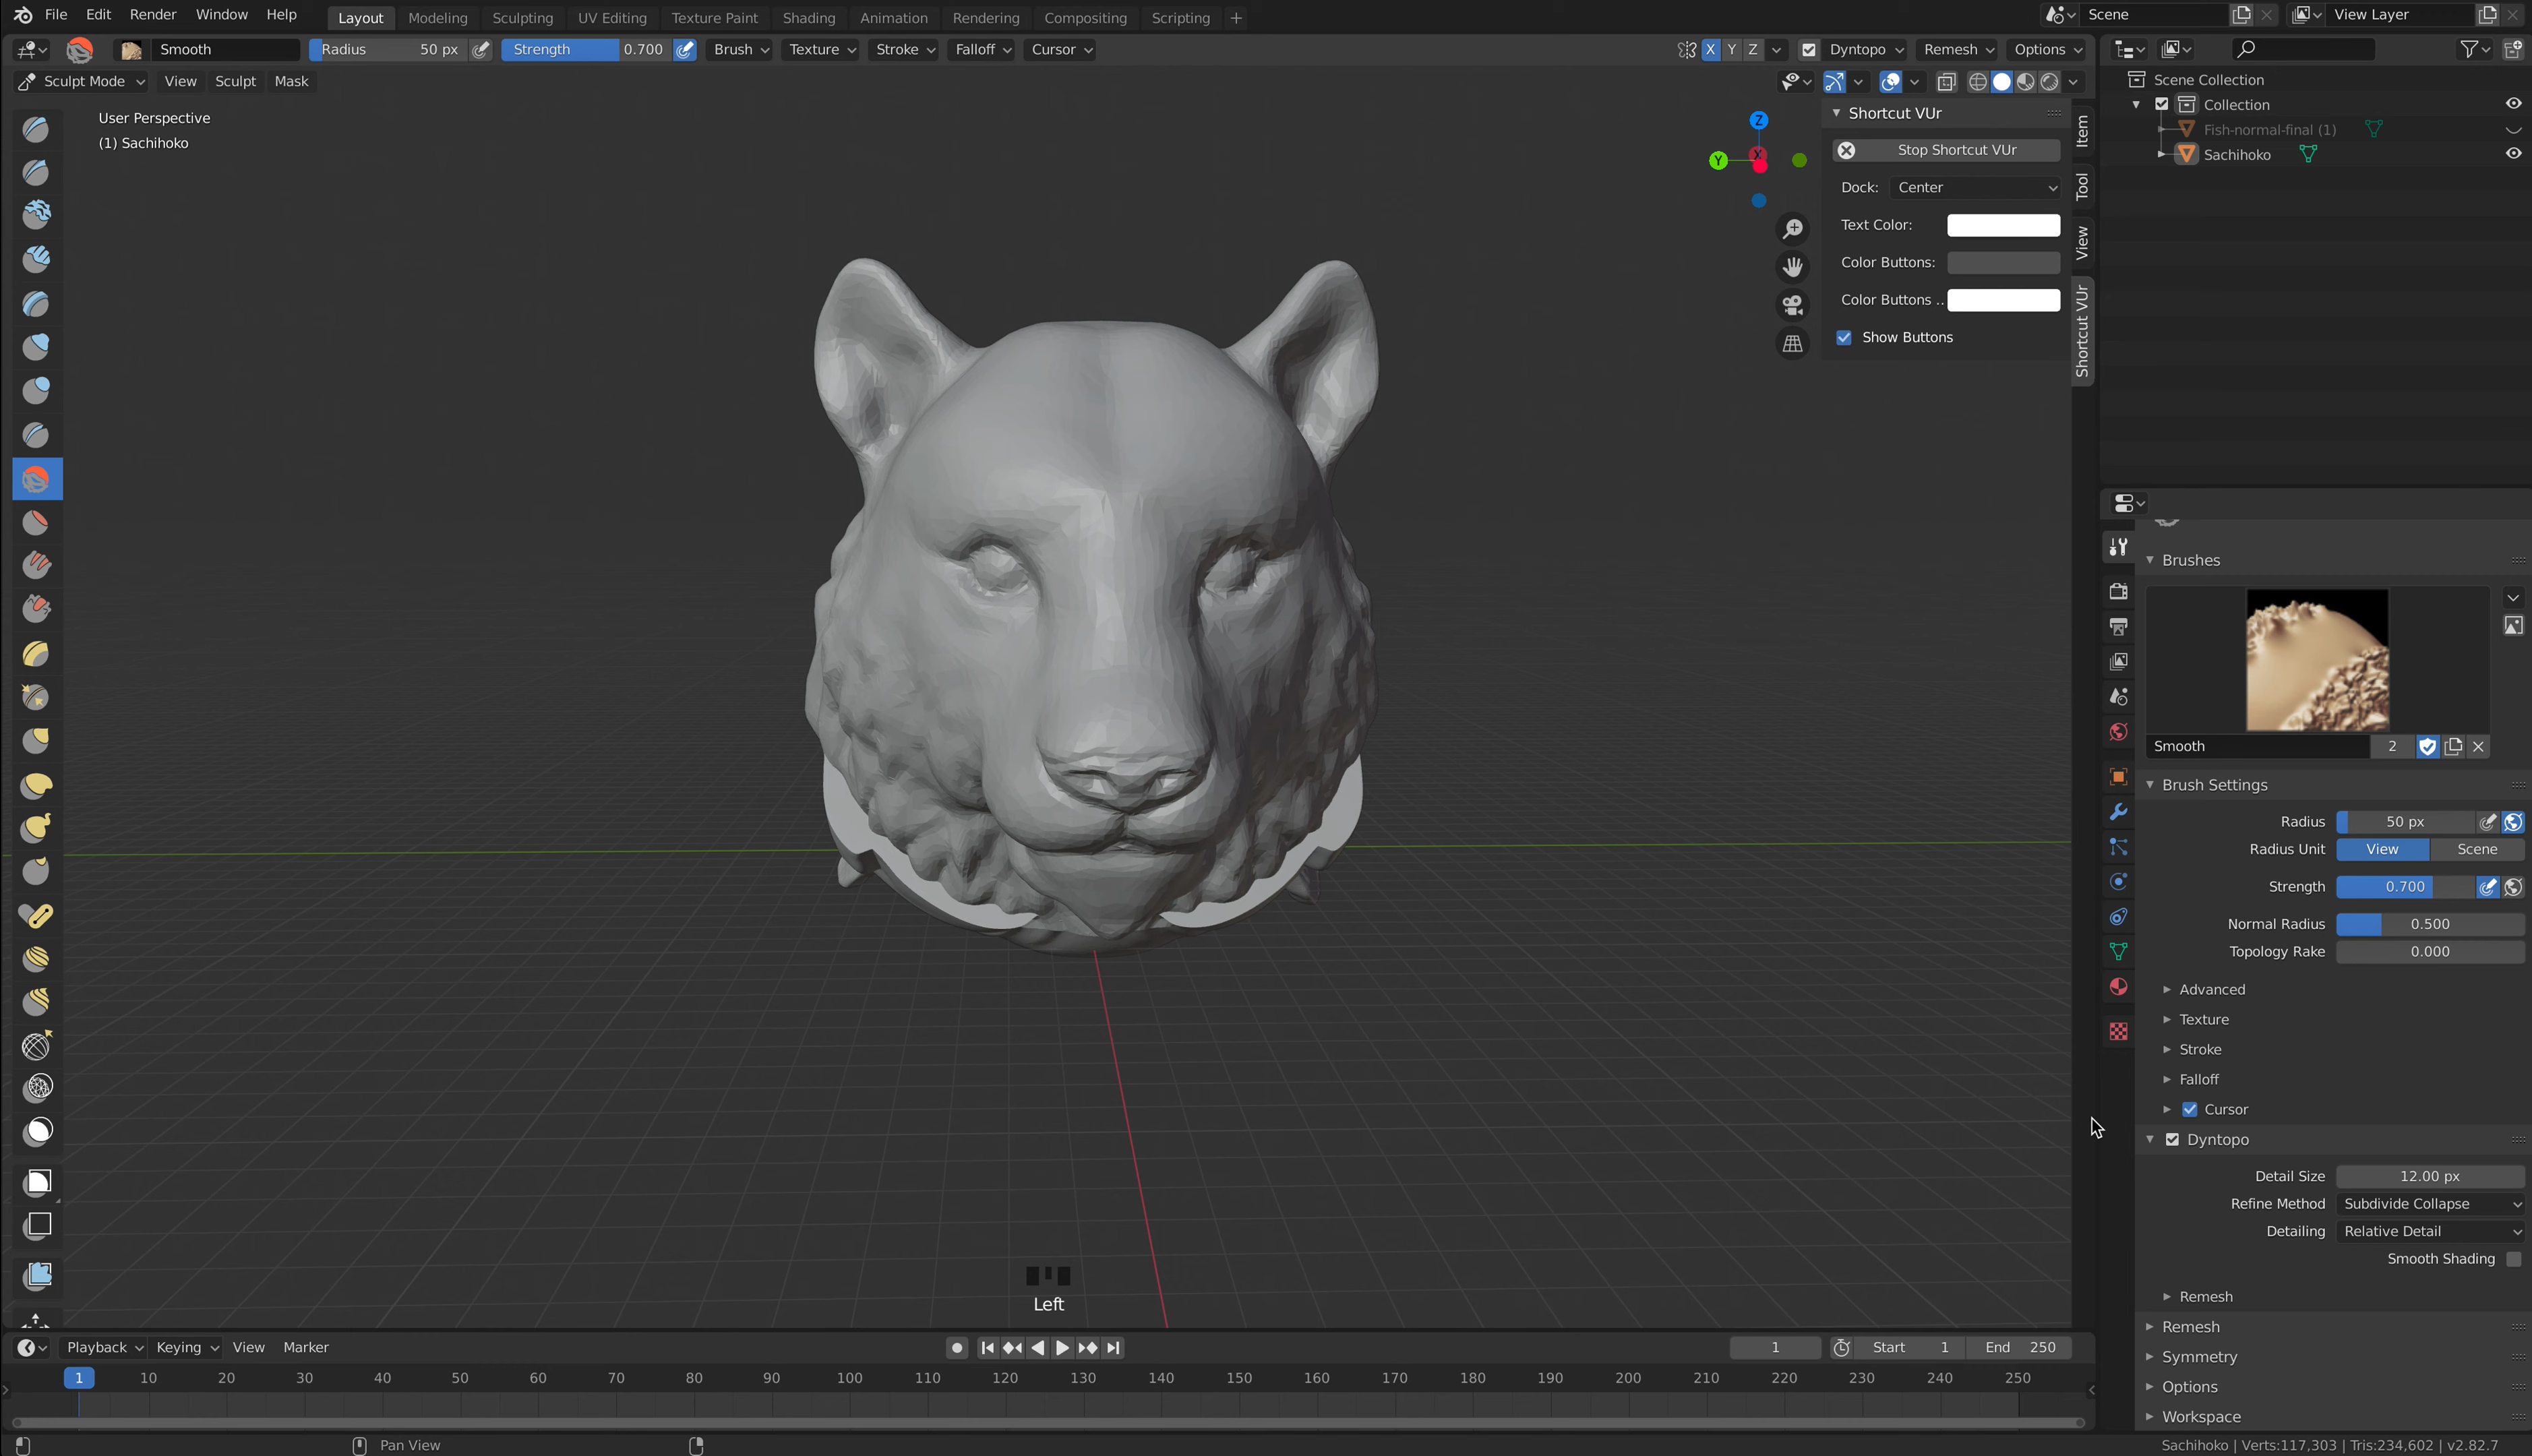 File Edit Render Window Help Layout Modeling Sculpting UV Editing Texture Paint Shading Animation Rendering Compositing Scripting + Scene View Layer
Smooth Radius 50 px Strength 0.700 Brush Texture Stroke Falloff Cursor X Y Z Dyntopo Remesh Options
Sculpt Mode View Sculpt Mask
User Perspective
(1) Sachihoko
Z
Y
X
Shortcut VUr
Stop Shortcut VUr
Dock: Center
Text Color:
Color Buttons:
Color Buttons ..
Show Buttons
Item
Tool
View
Shortcut VUr
Scene Collection
Collection
Fish-normal-final (1)
Sachihoko
Brushes
Smooth 2
Brush Settings
Radius 50 px
Radius Unit View Scene
Strength 0.700
Normal Radius 0.500
Topology Rake 0.000
Advanced
Texture
Stroke
Falloff
Cursor
Dyntopo
Detail Size 12.00 px
Refine Method Subdivide Collapse
Detailing Relative Detail
Smooth Shading
Remesh
Remesh
Symmetry
Options
Workspace
Left
Playback Keying View Marker 1 Start 1 End 250
1 10 20 30 40 50 60 70 80 90 100 110 120 130 140 150 160 170 180 190 200 210 220 230 240 250
Pan View
Sachihoko | Verts:117,303 | Tris:234,602 | v2.82.7